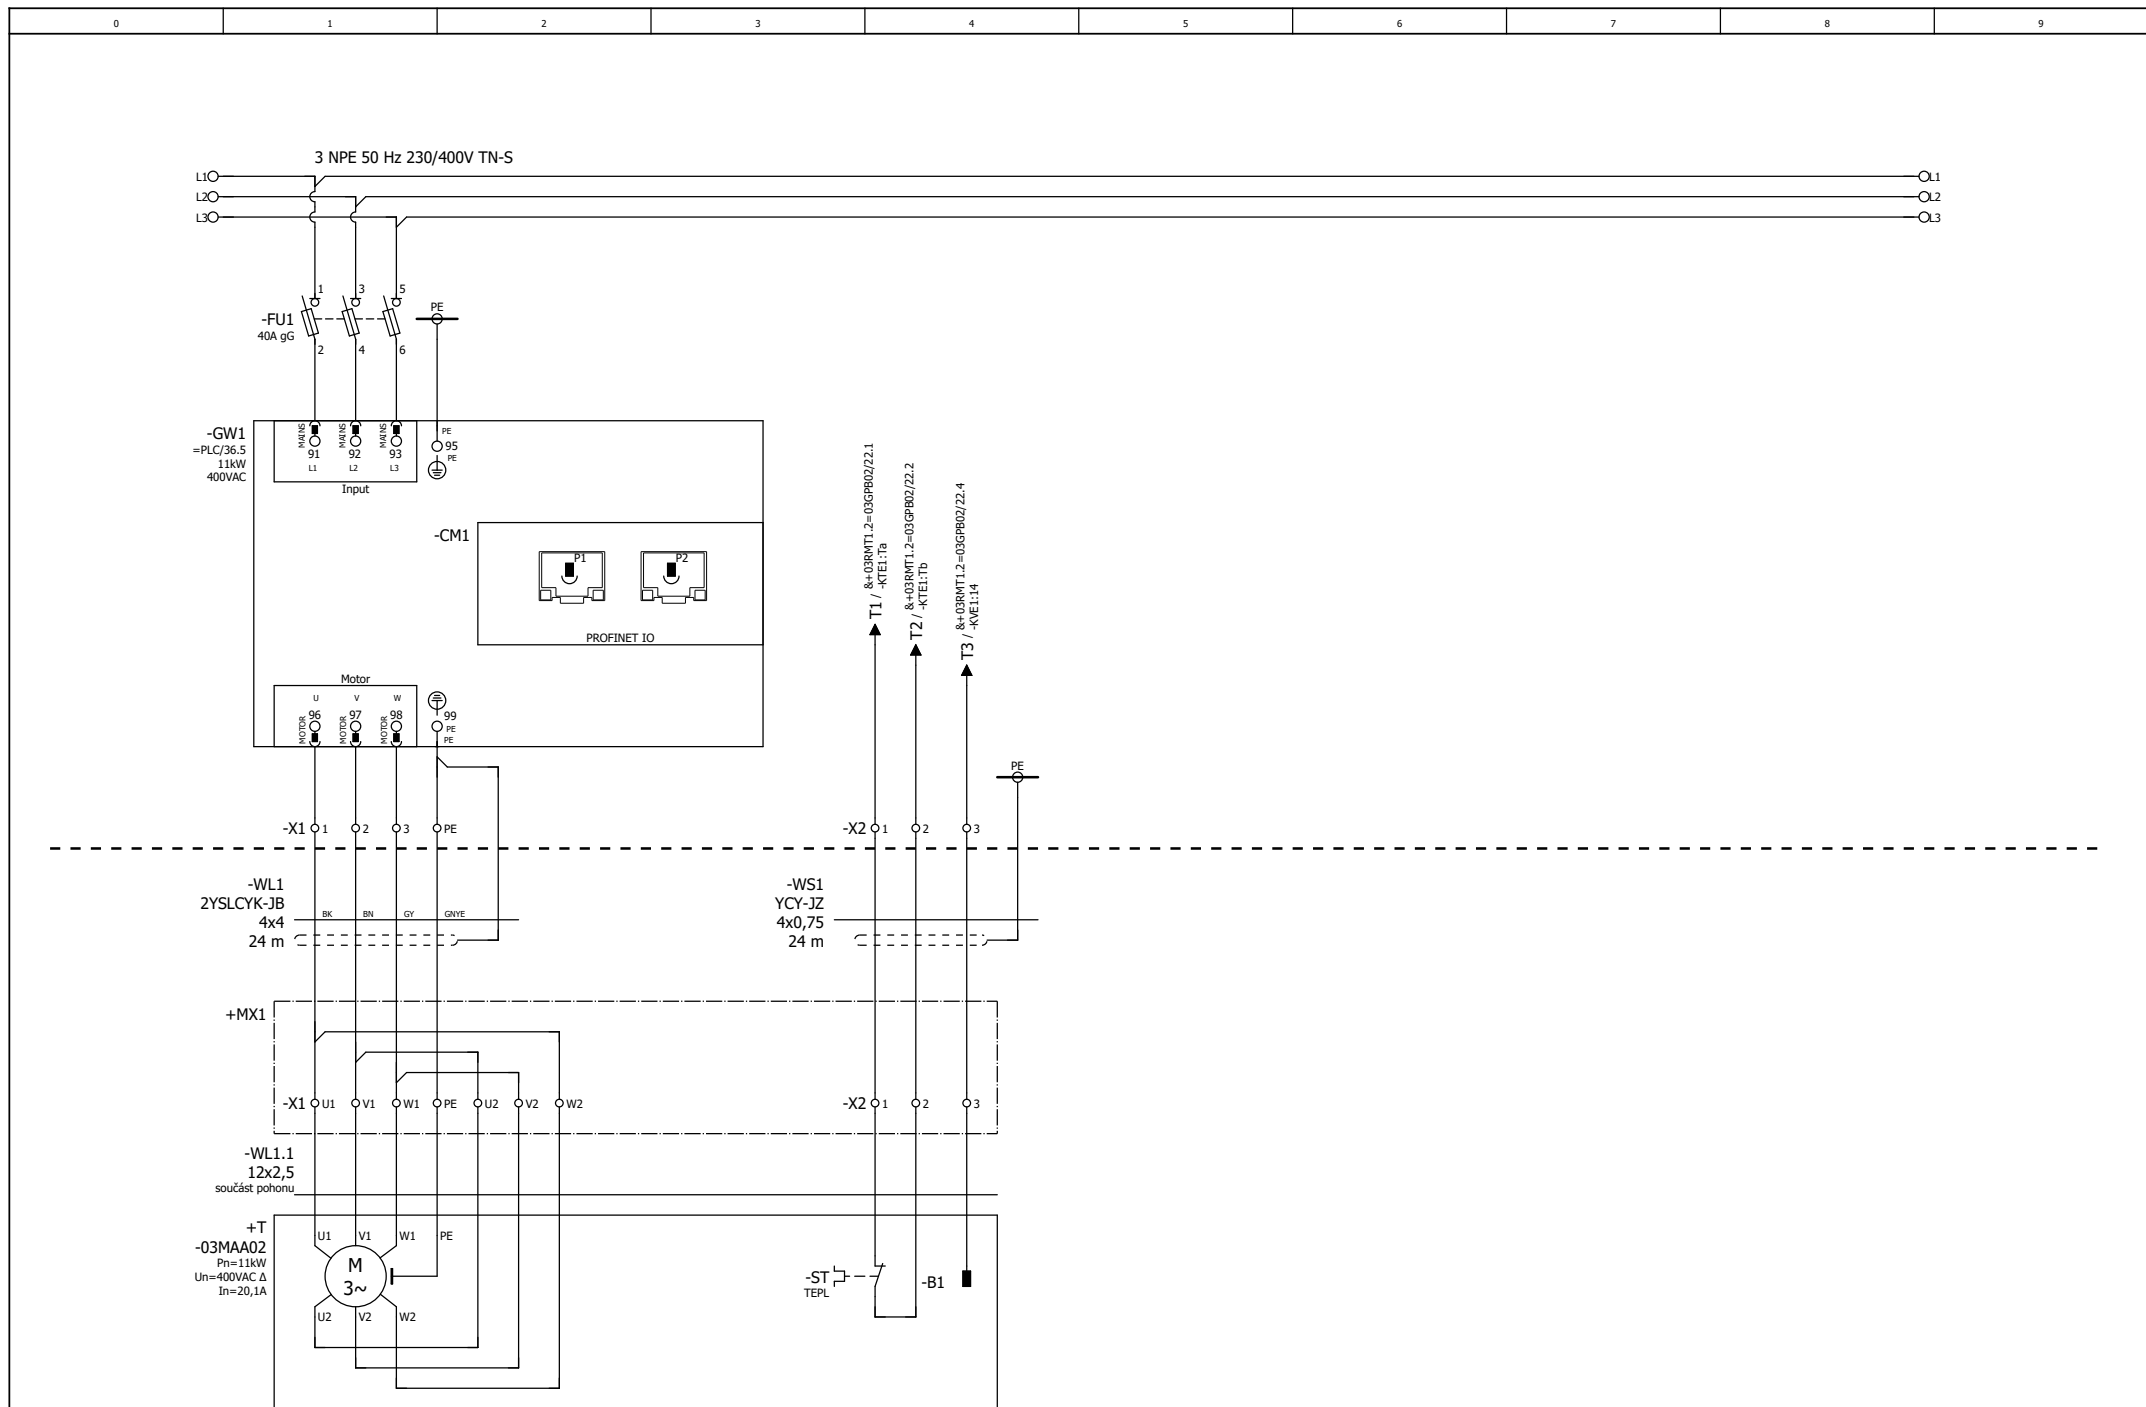 0 1 2 3 4 5 6 7 8 9
3 NPE 50 Hz 230/400V TN-S
L1 L1
L2 L2
L3 L3
1 3 5
PE
-FU1
40A gG
2 4 6
-GW1
=PLC/36.5
11kW
400VAC
MAINS MAINS MAINS PE
91 92 93 95
PE
L1 L2 L3
Input
-CM1
P1 P2
PROFINET IO
T1 / &+03RMT1.2=03GPB02/22.1
-KTE1:Ta
T2 / &+03RMT1.2=03GPB02/22.2
-KTE1:Tb
T3 / &+03RMT1.2=03GPB02/22.4
-KVE1:14
Motor
U V W
96 97 98 99
MOTOR MOTOR MOTOR PE
PE
PE
-X1 1 2 3 PE
-X2 1 2 3
-WL1
2YSLCYK-JB
4x4
24 m
BK BN GY GNYE
-WS1
YCY-JZ
4x0,75
24 m
+MX1
-X1 U1 V1 W1 PE U2 V2 W2
-X2 1 2 3
-WL1.1
12x2,5
součást pohonu
+T
-03MAA02
Pn=11kW
Un=400VAC Δ
In=20,1A
U1 V1 W1 PE
M
3~
U2 V2 W2
-ST
TEPL
-B1